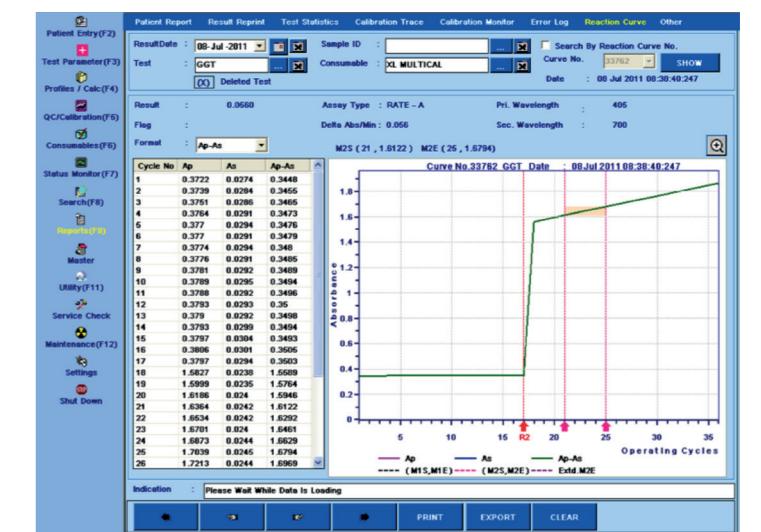 Patient Report Result Reprint Test Statistics Calibration Trace Calibration Monitor Error Log Reaction Curve Other
Patient Entry(F2)
Test Parameter(F3)
Profiles / Calc(F4)
QC/Calibration(F5)
Consumables(F6)
Status Monitor(F7)
Search(F8)
Reports(F9)
Master
Utility(F11)
Service Check
Maintenance(F12)
Settings
Shut Down
ResultDate : 08-Jul-2011 Sample ID : ... Search By Reaction Curve No.
Test : GGT ... Consumable : XL MULTICAL ... Curve No. 33762 SHOW
(X) Deleted Test Date : 08 Jul 2011 08:38:40:247
Result : 0.0560 Assay Type : RATE – A Pri. Wavelength : 405
Flag : Delta Abs/Min : 0.056 Sec. Wavelength : 700
Format : Ap-As M2S ( 21 , 1.6122 ) M2E ( 25 , 1.6794)
Cycle No Ap As Ap-As
1 0.3722 0.0274 0.3448
2 0.3739 0.0284 0.3455
3 0.3751 0.0286 0.3465
4 0.3764 0.0291 0.3473
5 0.377 0.0294 0.3476
6 0.377 0.0291 0.3479
7 0.3774 0.0294 0.348
8 0.3776 0.0291 0.3485
9 0.3781 0.0292 0.3489
10 0.3789 0.0295 0.3494
11 0.3788 0.0292 0.3496
12 0.3793 0.0293 0.35
13 0.379 0.0292 0.3498
14 0.3793 0.0299 0.3494
15 0.3797 0.0304 0.3493
16 0.3806 0.0301 0.3505
17 0.3797 0.0294 0.3503
18 1.5827 0.0238 1.5589
19 1.5999 0.0235 1.5764
20 1.6186 0.024 1.5946
21 1.6364 0.0242 1.6122
22 1.6534 0.0242 1.6292
23 1.6701 0.024 1.6461
24 1.6873 0.0244 1.6629
25 1.7039 0.0245 1.6794
26 1.7213 0.0244 1.6969
Curve No.33762 GGT Date : 08Jul 2011 08:38:40:247
Absorbance
1.8
1.6
1.4
1.2
1
0.8
0.6
0.4
0.2
0
5 10 15 R2 20 25 30 35
Operating Cycles
Ap As Ap-As
(M1S,M1E) (M2S,M2E) Extd.M2E
Indication : Please Wait While Data Is Loading
PRINT EXPORT CLEAR